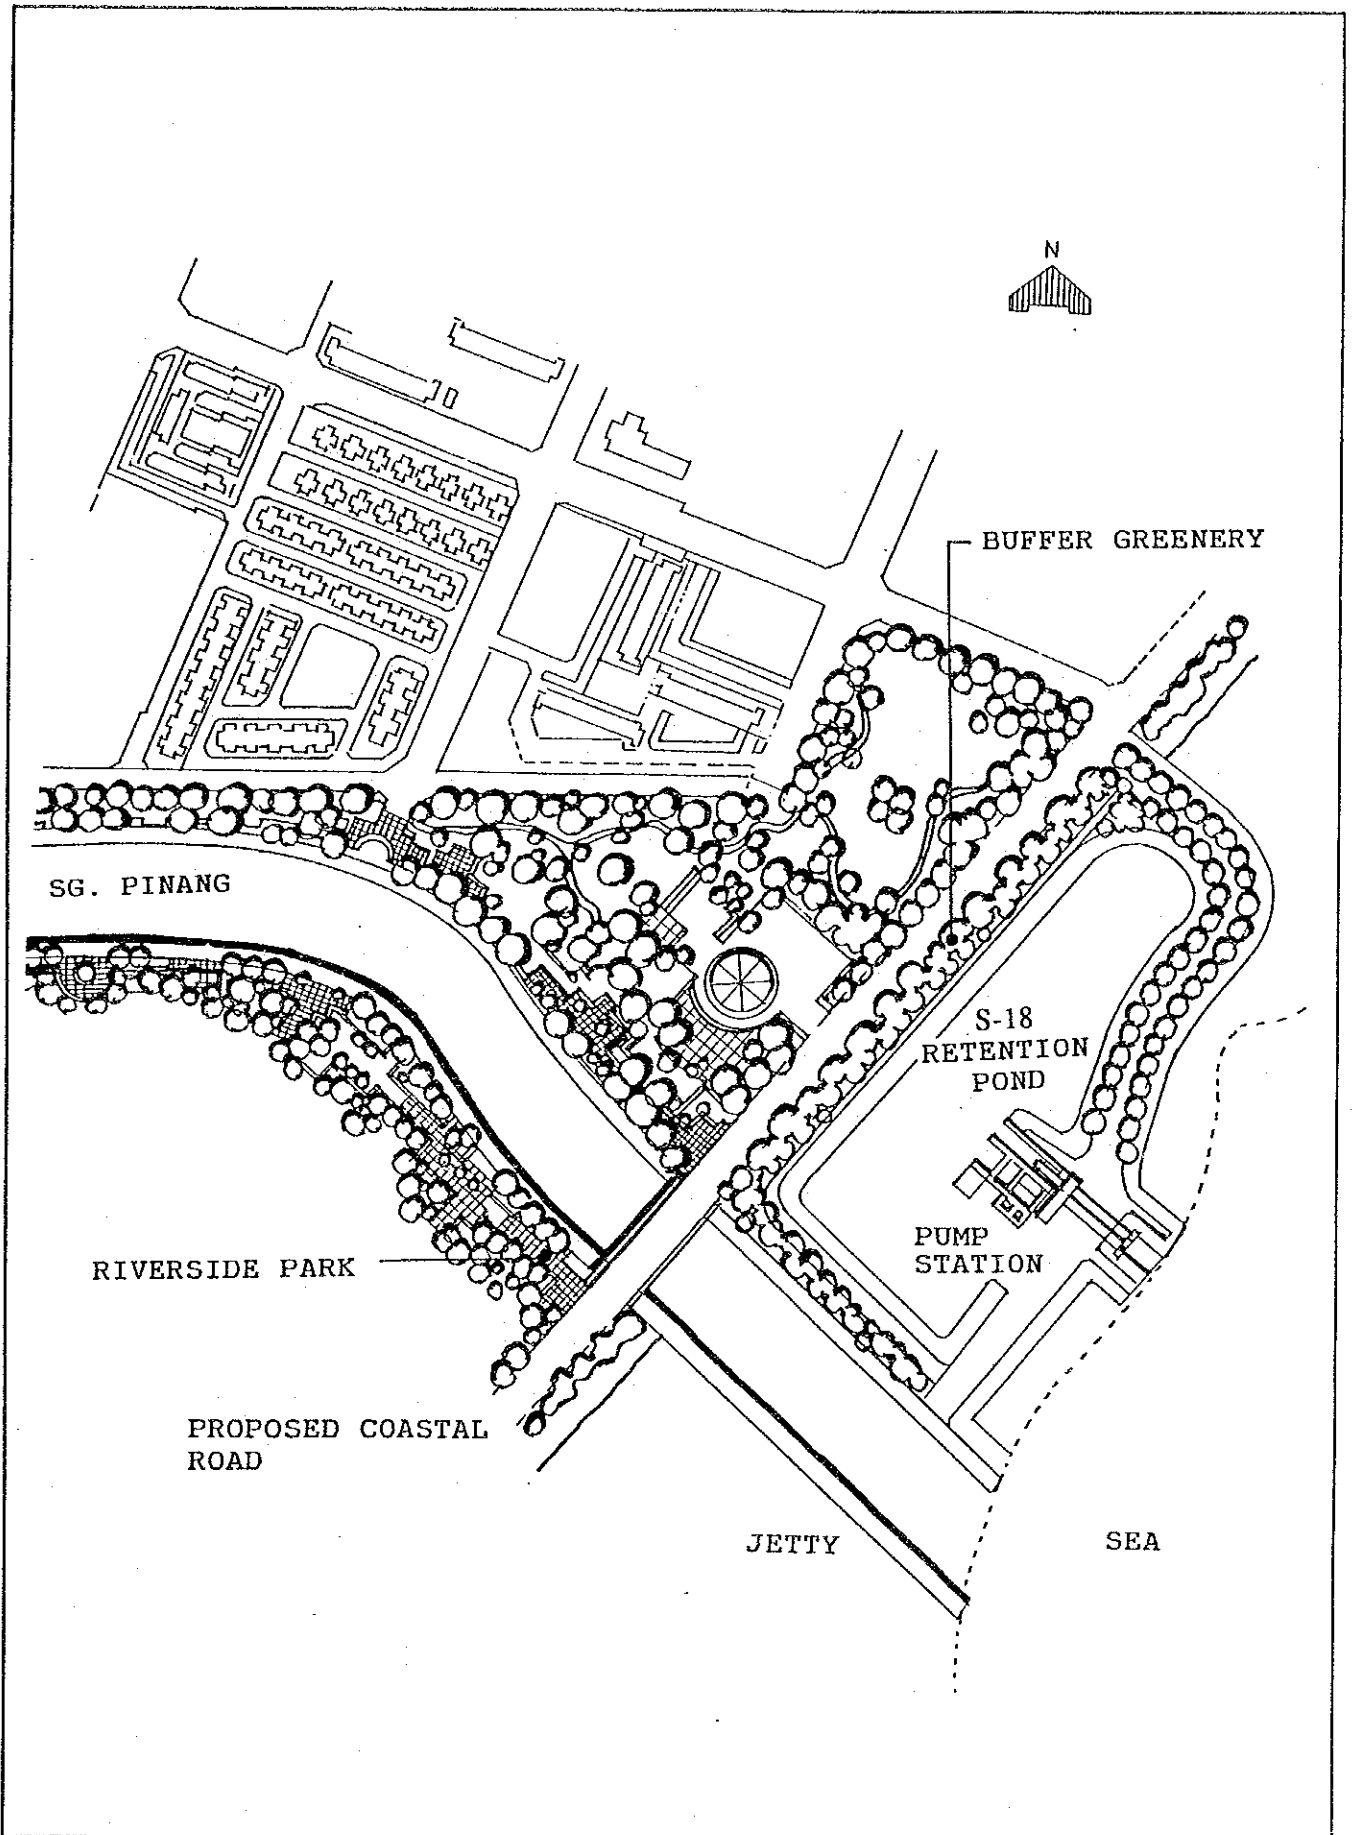 N
BUFFER GREENERY
SG. PINANG
S-18
RETENTION
POND
PUMP
STATION
RIVERSIDE PARK
PROPOSED COASTAL
ROAD
JETTY
SEA